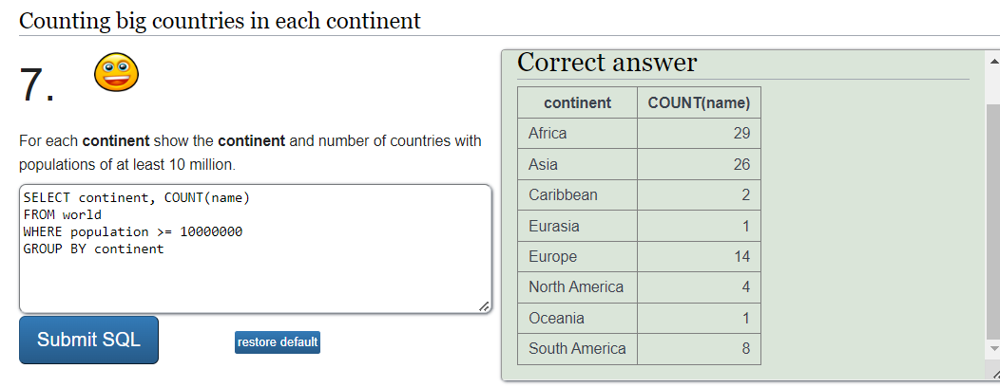 Counting big countries in each continent
7.
For each continent show the continent and number of countries with
populations of at least 10 million.
SELECT continent, COUNT(name)
FROM world
WHERE population >= 10000000
GROUP BY continent
Submit SQL
restore default
Correct answer
continent COUNT(name)
Africa 29
Asia 26
Caribbean 2
Eurasia 1
Europe 14
North America 4
Oceania 1
South America 8